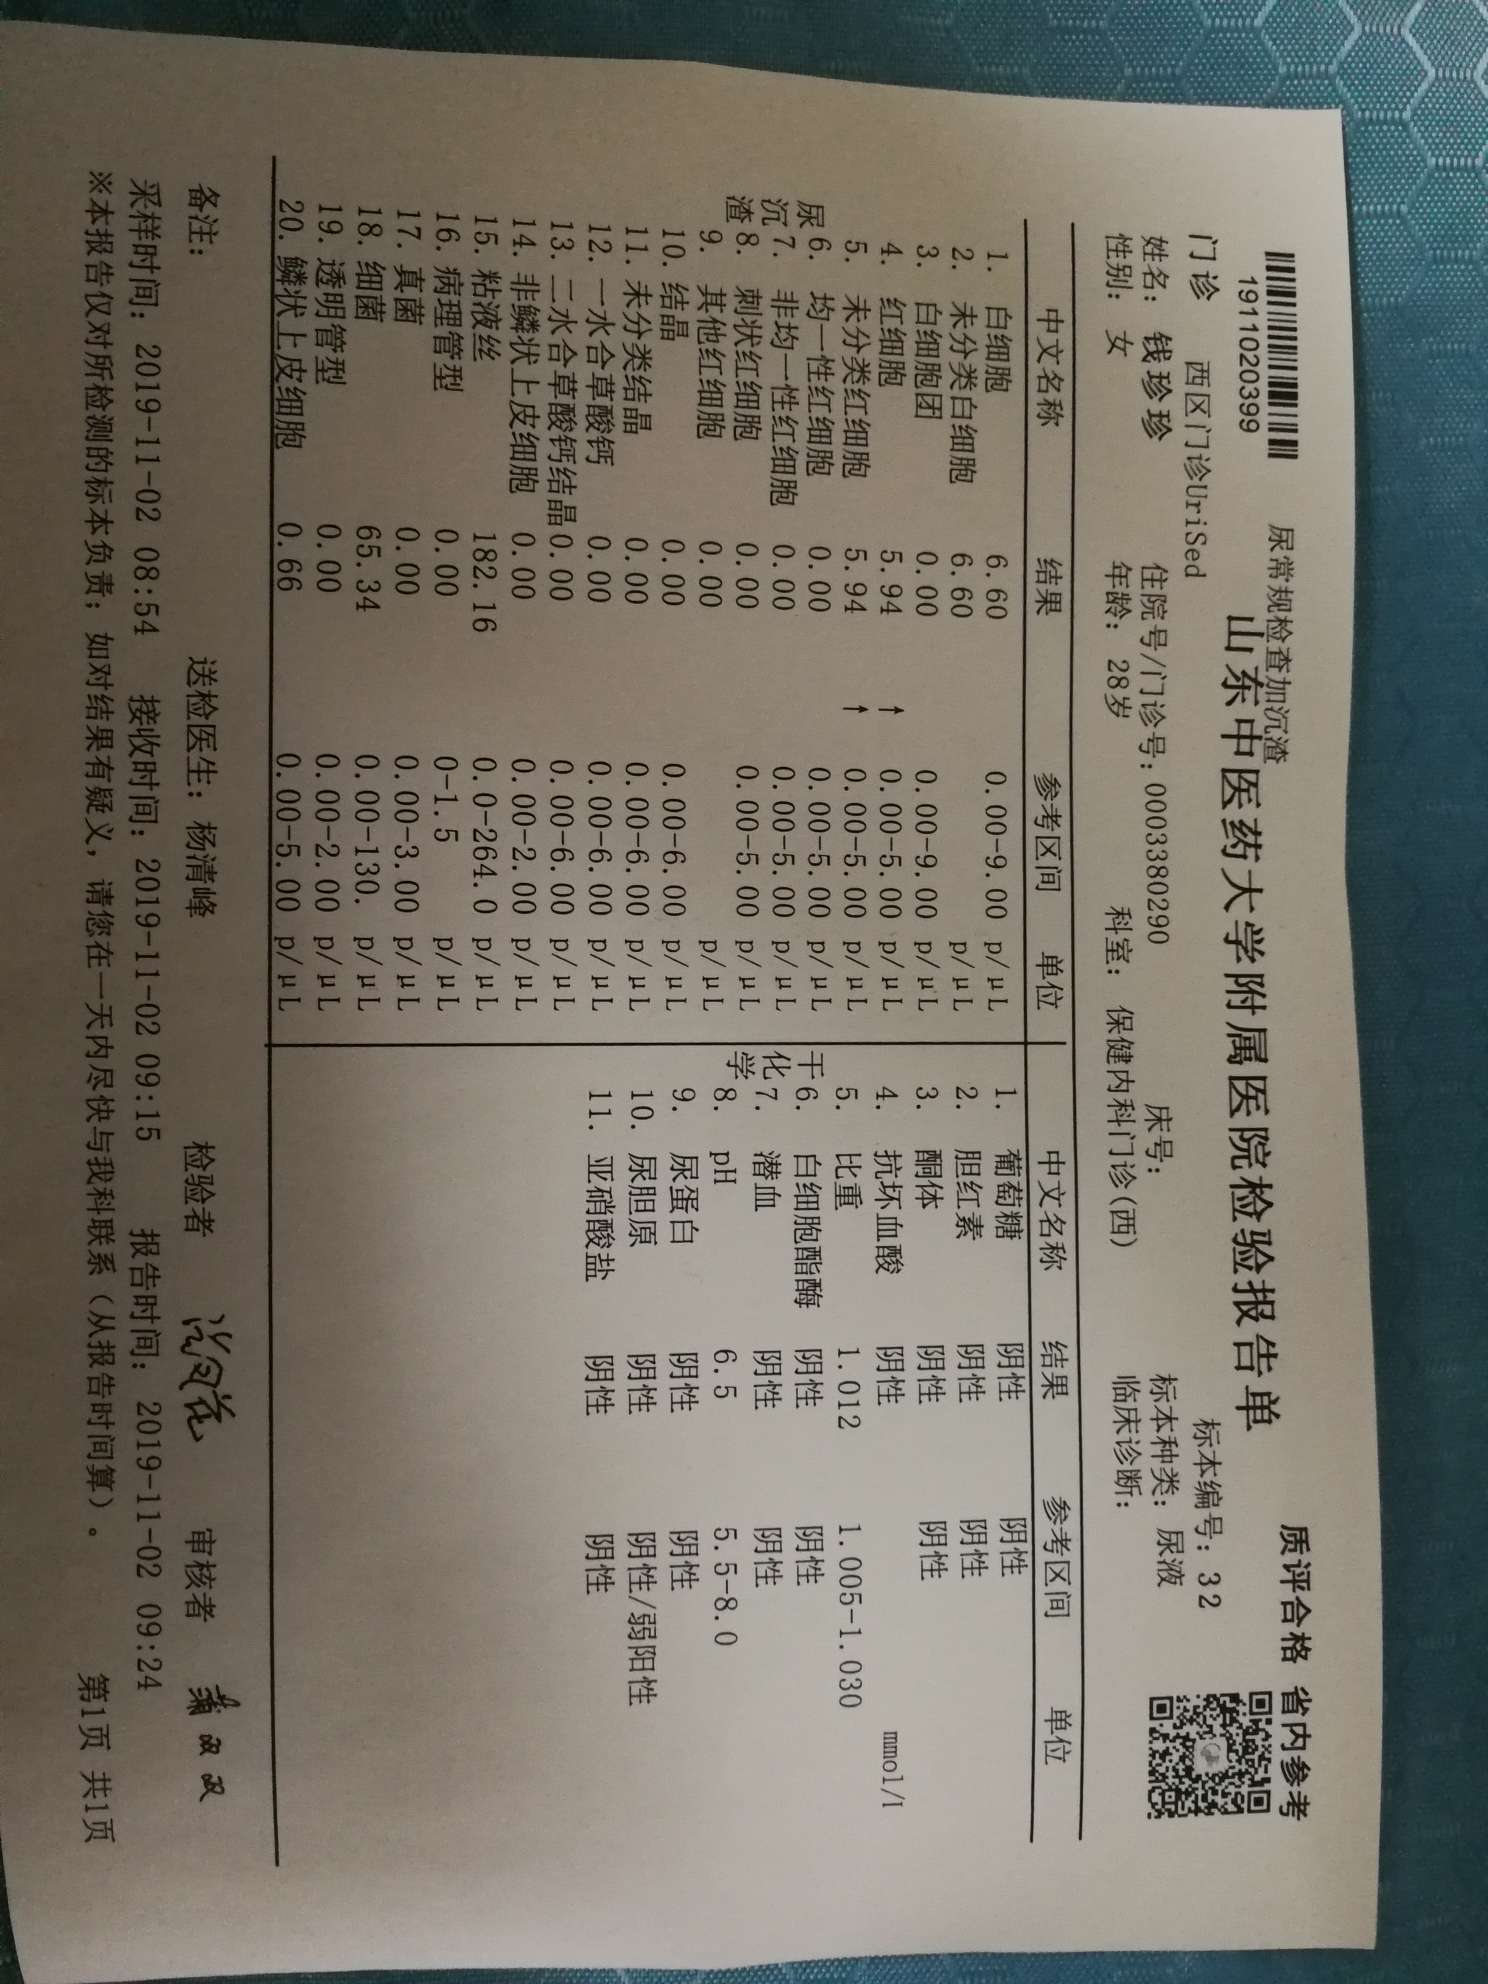 尿常规检查加沉渣
质评合格 省内参考
1911020399
山东中医药大学附属医院检验报告单
标本编号: 32
门诊 西区门诊UriSed
姓名: 钱珍珍 住院号/门诊号: 0003380290 床号: 标本种类: 尿液
性别: 女 年龄: 28岁 科室: 保健内科门诊(西) 临床诊断:
中文名称 结果 参考区间 单位 中文名称 结果 参考区间 单位
1. 白细胞 6.60 0.00-9.00 p/μL 1. 葡萄糖 阴性 阴性
2. 未分类白细胞 6.60 p/μL 2. 胆红素 阴性 阴性
3. 白细胞团 0.00 0.00-9.00 p/μL 3. 酮体 阴性 阴性
4. 红细胞 5.94 ↑ 0.00-5.00 p/μL 4. 抗坏血酸 阴性 mmol/l
5. 未分类红细胞 5.94 ↑ 0.00-5.00 p/μL 5. 比重 1.012 1.005-1.030
尿 6. 均一性红细胞 0.00 0.00-5.00 p/μL 干 6. 白细胞酯酶 阴性 阴性
沉 7. 非均一性红细胞 0.00 0.00-5.00 p/μL 化 7. 潜血 阴性 阴性
渣 8. 刺状红细胞 0.00 0.00-5.00 p/μL 学 8. pH 6.5 5.5-8.0
9. 其他红细胞 0.00 p/μL 9. 尿蛋白 阴性 阴性
10. 结晶 0.00 0.00-6.00 p/μL 10. 尿胆原 阴性 阴性/弱阳性
11. 未分类结晶 0.00 0.00-6.00 p/μL 11. 亚硝酸盐 阴性 阴性
12. 一水合草酸钙 0.00 0.00-6.00 p/μL
13. 二水合草酸钙结晶 0.00 0.00-6.00 p/μL
14. 非鳞状上皮细胞 0.00 0.00-2.00 p/μL
15. 粘液丝 182.16 0.0-264.0 p/μL
16. 病理管型 0.00 0-1.5 p/μL
17. 真菌 0.00 0.00-3.00 p/μL
18. 细菌 65.34 0.00-130. p/μL
19. 透明管型 0.00 0.00-2.00 p/μL
20. 鳞状上皮细胞 0.66 0.00-5.00 p/μL
备注: 送检医生: 杨清峰 检验者 审核者
采样时间: 2019-11-02 08:54 接收时间: 2019-11-02 09:15 报告时间: 2019-11-02 09:24
※本报告仅对所检测的标本负责; 如对结果有疑义, 请您在一天内尽快与我科联系(从报告时间算)。 第1页 共1页